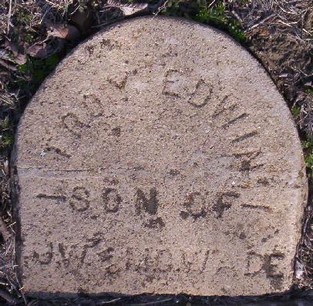 TROY EDWIN
SON OF
J.W. & M.O. WADE